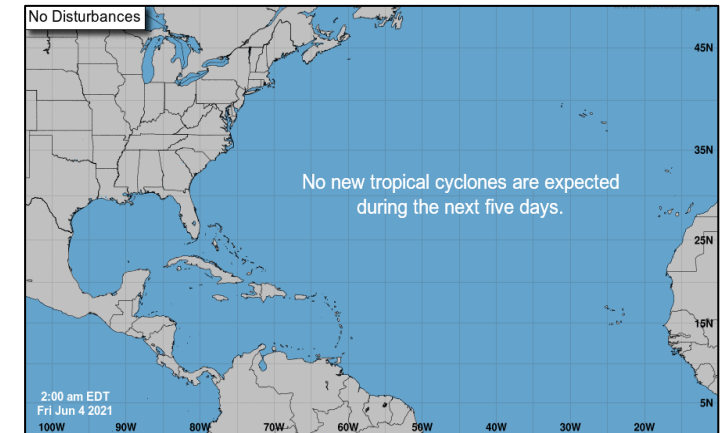 No Disturbances
45N
35N
No new tropical cyclones are expected
during the next five days.
25N
15N
2:00 am EDT
Fri Jun 4 2021
5N
100W 90W 80W 70W 60W 50W 40W 30W 20W